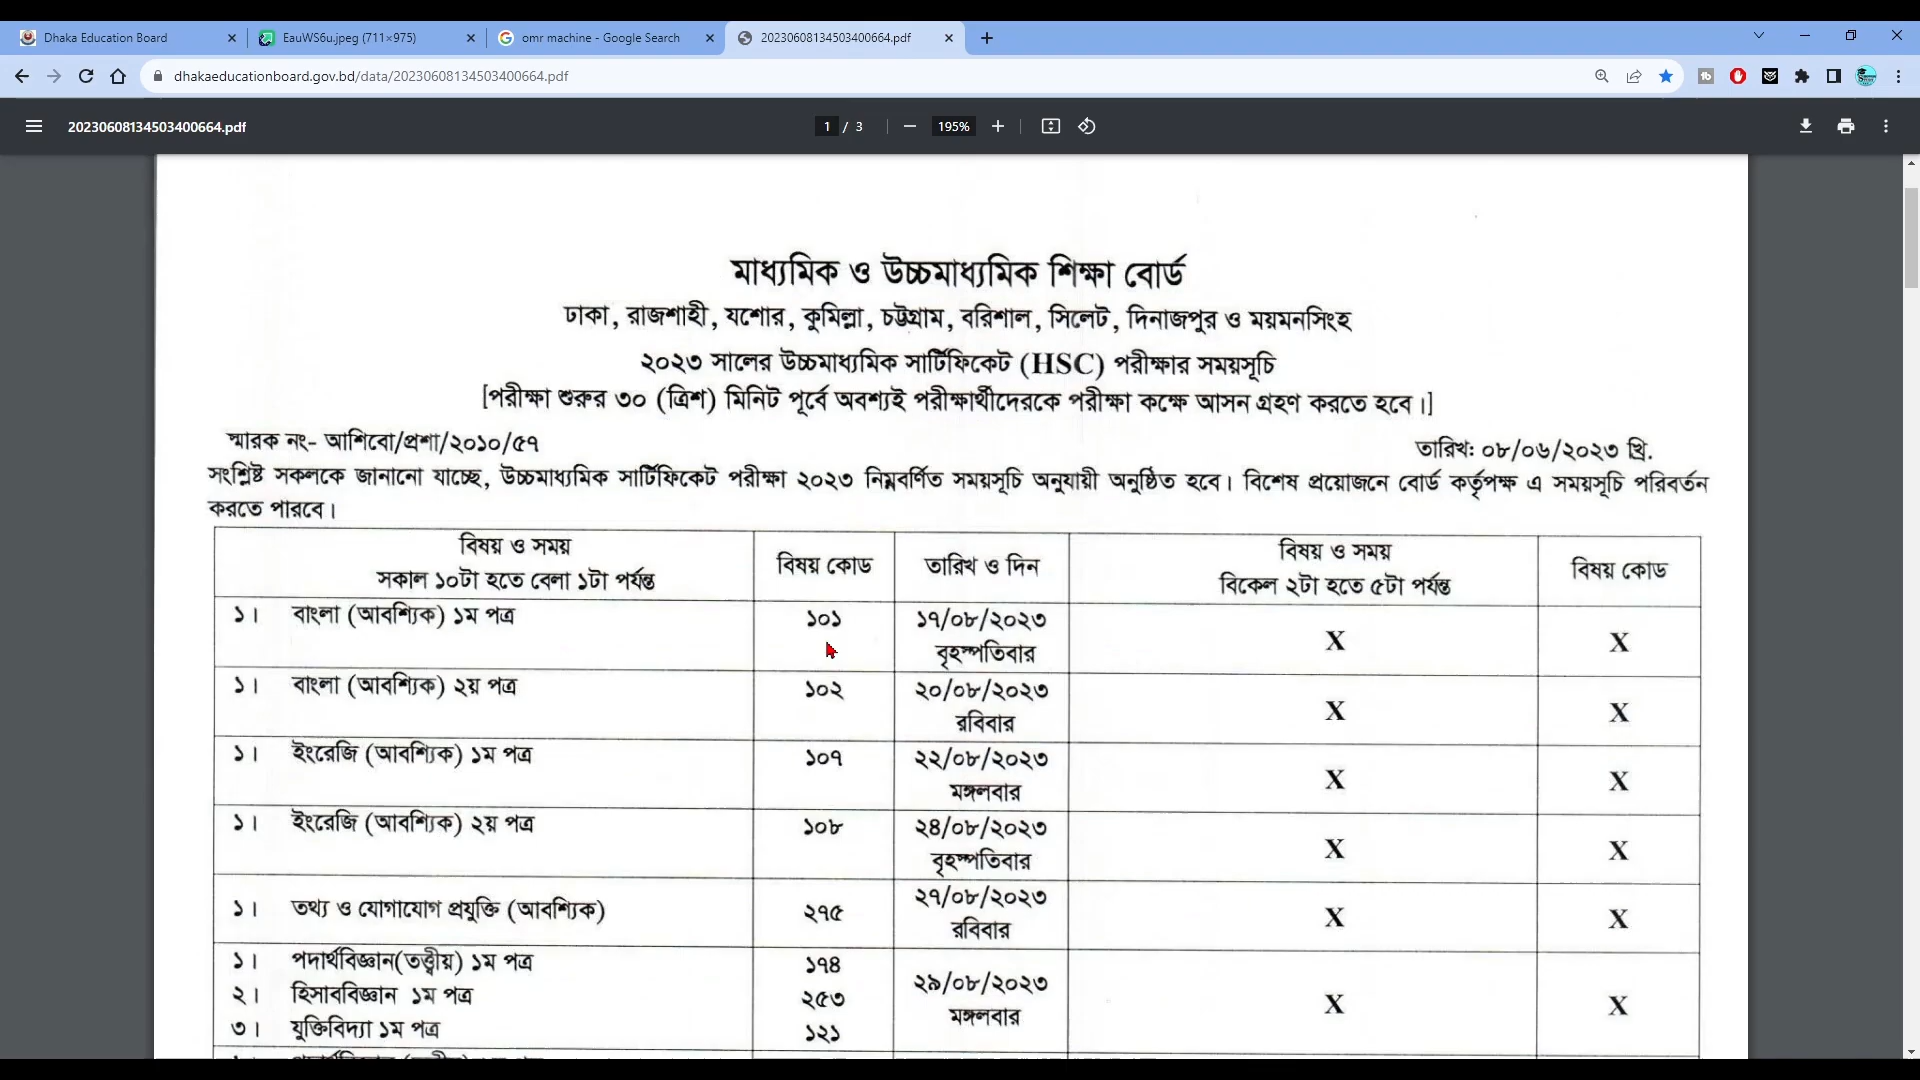 Dhaka Education Board
EauWS6u.jpeg (711×975)
omr machine - Google Search
20230608134503400664.pdf
dhakaeducationboard.gov.bd/data/20230608134503400664.pdf
20230608134503400664.pdf
1 / 3
195%
মাধ্যমিক ও উচ্চমাধ্যমিক শিক্ষা বোর্ড
ঢাকা, রাজশাহী, যশোর, কুমিল্লা, চট্টগ্রাম, বরিশাল, সিলেট, দিনাজপুর ও ময়মনসিংহ
২০২৩ সালের উচ্চমাধ্যমিক সার্টিফিকেট (HSC) পরীক্ষার সময়সূচি
[পরীক্ষা শুরুর ৩০ (ত্রিশ) মিনিট পূর্বে অবশ্যই পরীক্ষার্থীদেরকে পরীক্ষা কক্ষে আসন গ্রহণ করতে হবে।]
স্মারক নং- আশিবো/প্রশা/২০১০/৫৭
তারিখ: ০৮/০৬/২০২৩ খ্রি.
সংশ্লিষ্ট সকলকে জানানো যাচ্ছে, উচ্চমাধ্যমিক সার্টিফিকেট পরীক্ষা ২০২৩ নিম্নবর্ণিত সময়সূচি অনুযায়ী অনুষ্ঠিত হবে। বিশেষ প্রয়োজনে বোর্ড কর্তৃপক্ষ এ সময়সূচি পরিবর্তন
করতে পারবে।
বিষয় ও সময়
সকাল ১০টা হতে বেলা ১টা পর্যন্ত
বিষয় কোড
তারিখ ও দিন
বিষয় ও সময়
বিকেল ২টা হতে ৫টা পর্যন্ত
বিষয় কোড
১। বাংলা (আবশ্যিক) ১ম পত্র
১০১
১৭/০৮/২০২৩
বৃহস্পতিবার
X
X
১। বাংলা (আবশ্যিক) ২য় পত্র
১০২
২০/০৮/২০২৩
রবিবার
X
X
১। ইংরেজি (আবশ্যিক) ১ম পত্র
১০৭
২২/০৮/২০২৩
মঙ্গলবার
X
X
১। ইংরেজি (আবশ্যিক) ২য় পত্র
১০৮
২৪/০৮/২০২৩
বৃহস্পতিবার
X
X
১। তথ্য ও যোগাযোগ প্রযুক্তি (আবশ্যিক)
২৭৫
২৭/০৮/২০২৩
রবিবার
X
X
১। পদার্থবিজ্ঞান(তত্ত্বীয়) ১ম পত্র
১৭৪
২। হিসাববিজ্ঞান ১ম পত্র
২৫৩
৩। যুক্তিবিদ্যা ১ম পত্র
১২১
২৯/০৮/২০২৩
মঙ্গলবার
X
X